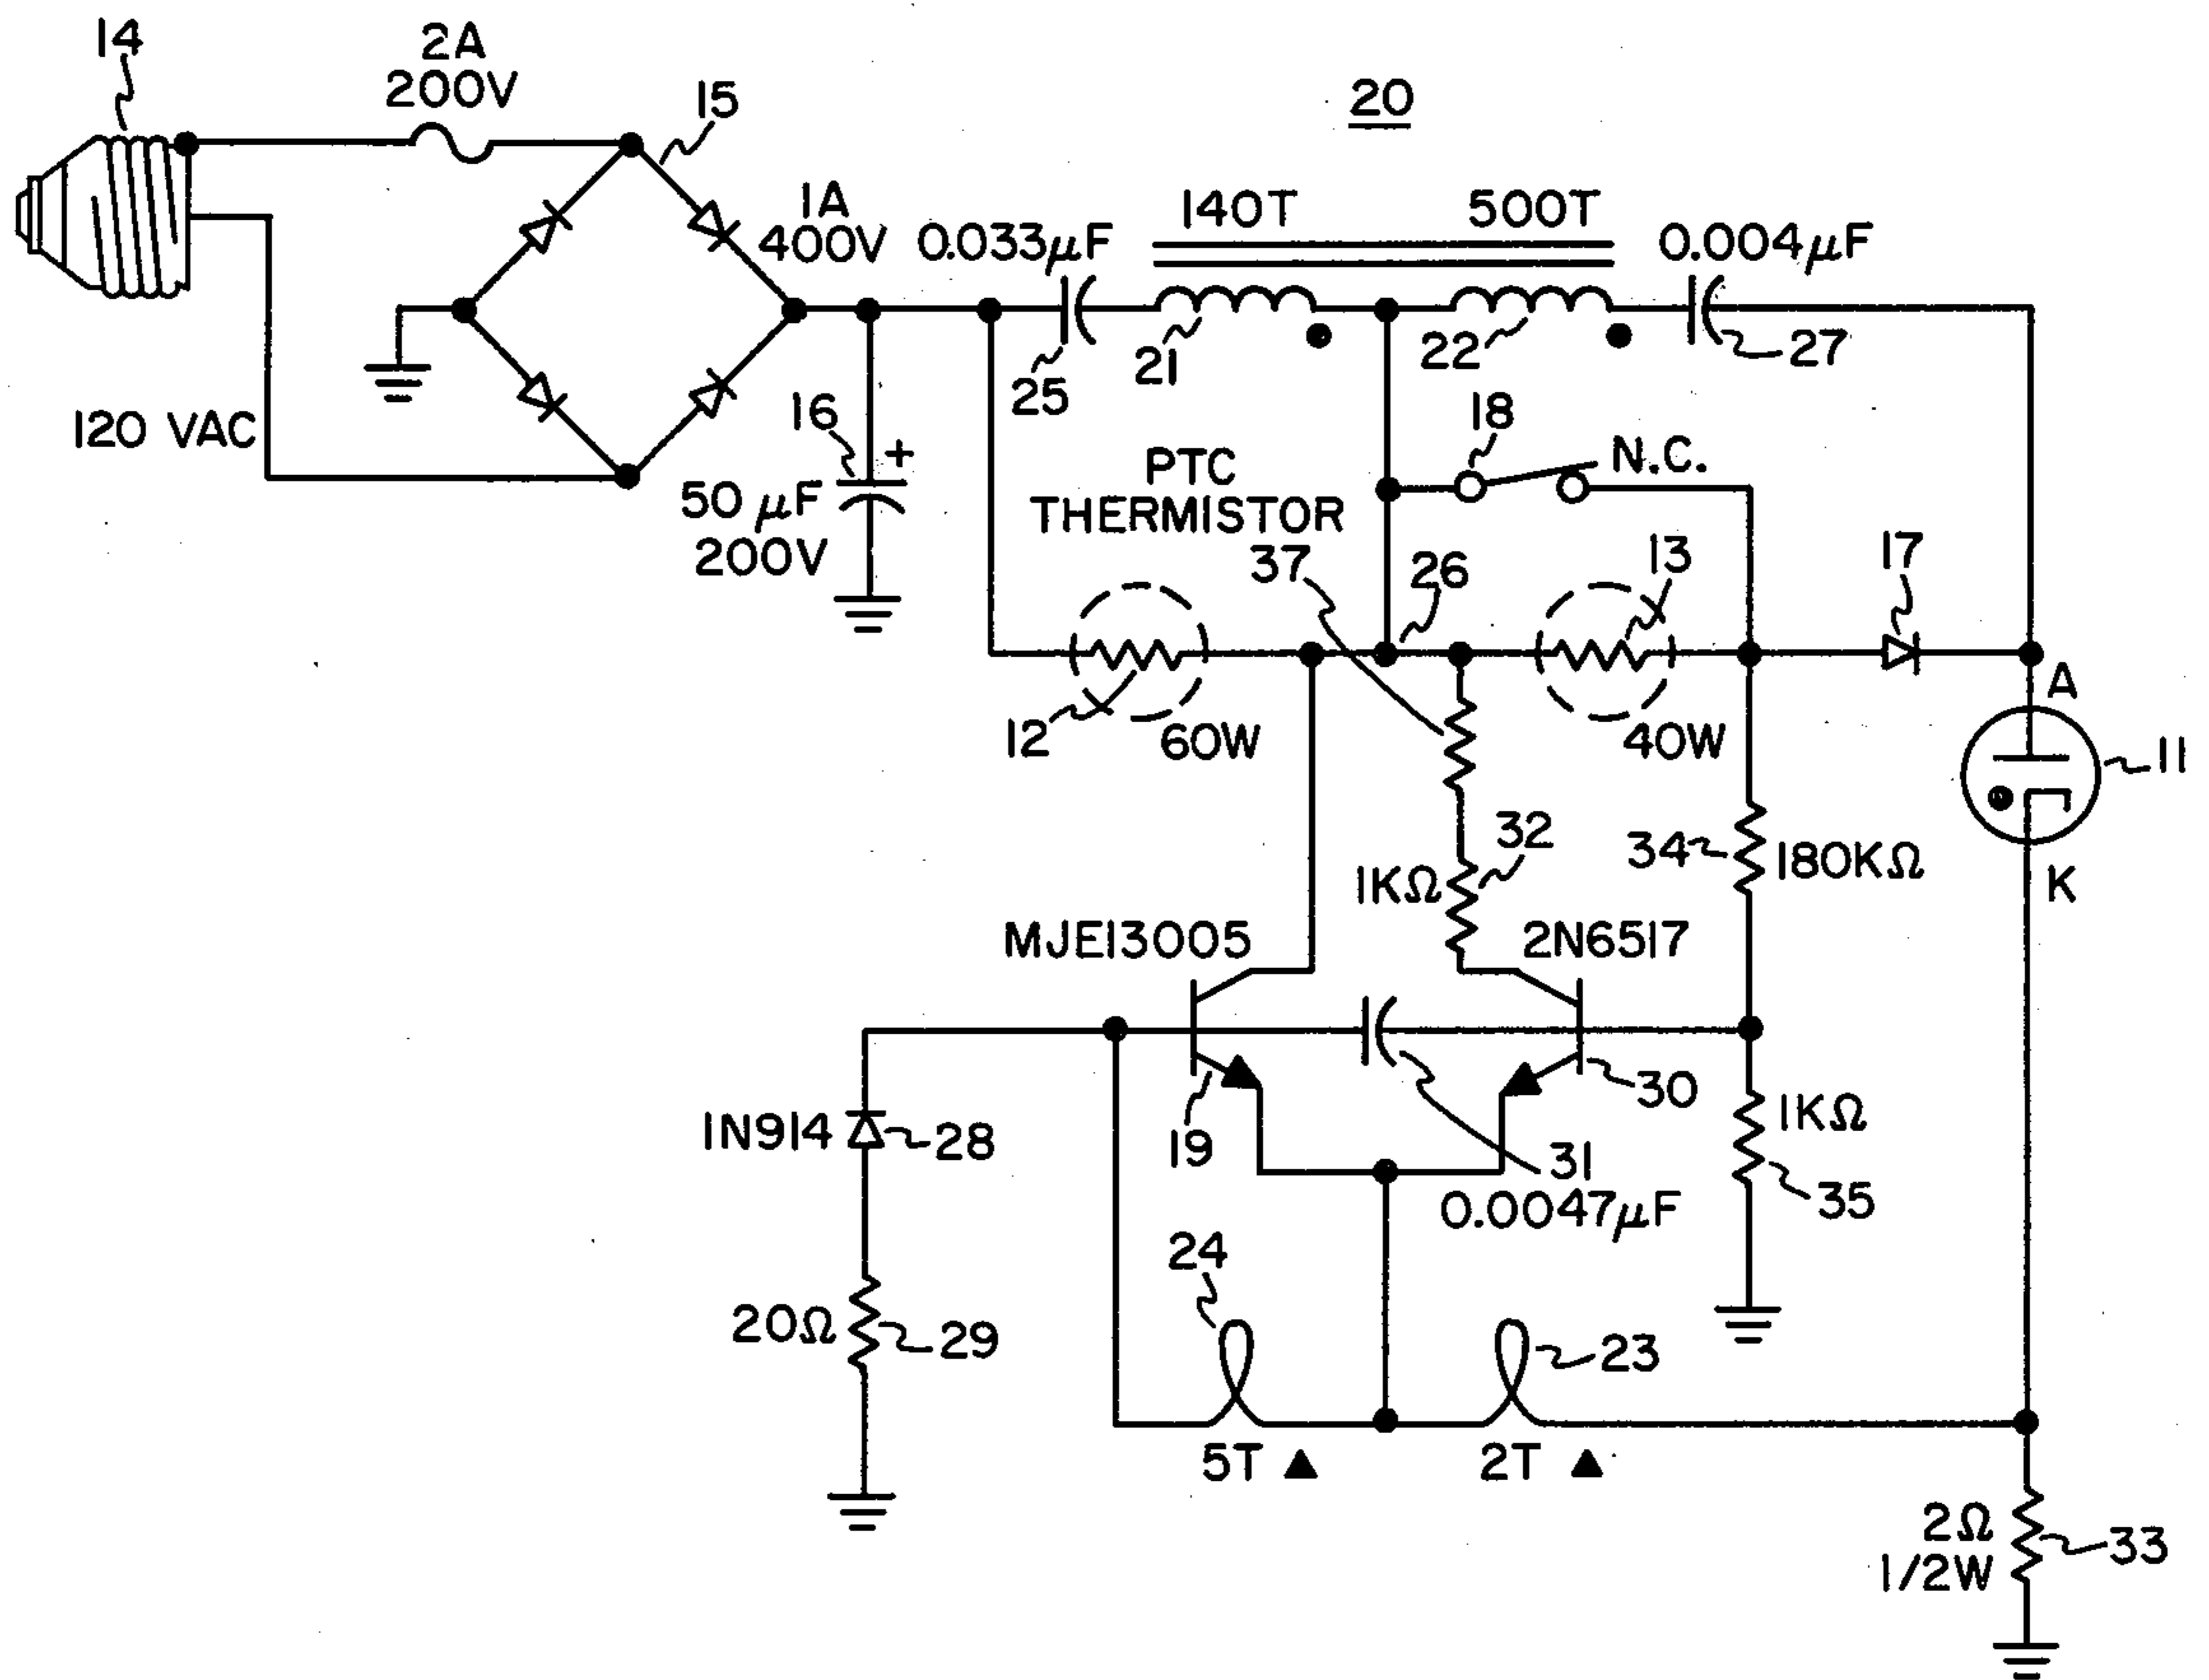 14
2A
200V
15
20
1A
400V
0.033μF
140T
500T
0.004μF
25
21
22
27
120 VAC
16
+
50 μF
200V
PTC
THERMISTOR
18
N.C.
37
26
13
17
12
60W
40W
A
11
K
32
1KΩ
34
180KΩ
MJE13005
2N6517
1N914
28
19
30
1KΩ
31
0.0047μF
35
24
20Ω
29
23
5T ▲
2T ▲
2Ω
1/2W
33